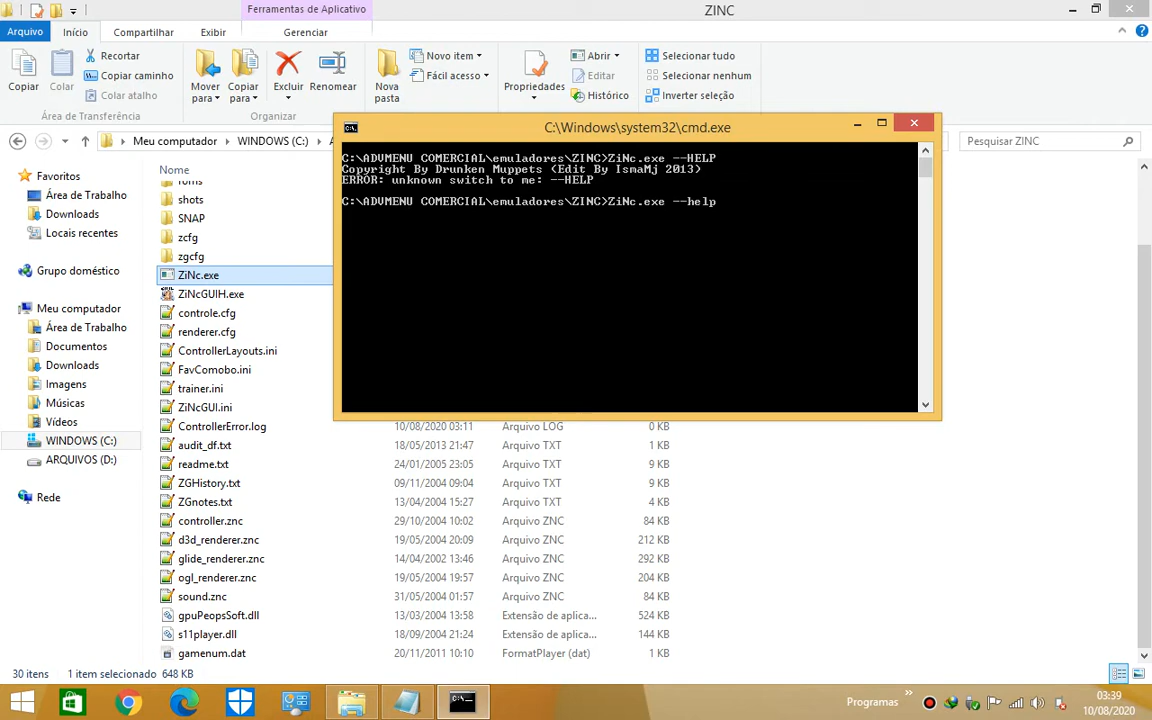 Ferramentas de Aplicativo
ZINC
Arquivo
Início
Compartilhar
Exibir
Gerenciar
Copiar
Colar
Recortar
Copiar caminho
Colar atalho
Área de Transferência
Mover para
Copiar para
Excluir
Renomear
Organizar
Nova pasta
Novo item
Fácil acesso
Propriedades
Abrir
Editar
Histórico
Selecionar tudo
Selecionar nenhum
Inverter seleção
Meu computador
WINDOWS (C:)
Pesquisar ZINC
C:\Windows\system32\cmd.exe
C:\ADVMENU COMERCIAL\emuladores\ZINC>ZiNc.exe --HELP
Copyright By Drunken Muppets (Edit By IsmaMj 2013)
ERROR: unknown switch to me: --HELP
C:\ADVMENU COMERCIAL\emuladores\ZINC>ZiNc.exe --help
Favoritos
Área de Trabalho
Downloads
Locais recentes
Grupo doméstico
Meu computador
Área de Trabalho
Documentos
Downloads
Imagens
Músicas
Vídeos
WINDOWS (C:)
ARQUIVOS (D:)
Rede
Nome
roms
shots
SNAP
zcfg
zgcfg
ZiNc.exe
ZiNcGUIH.exe
controle.cfg
renderer.cfg
ControllerLayouts.ini
FavComobo.ini
trainer.ini
ZiNcGUI.ini
ControllerError.log 10/08/2020 03:11 Arquivo LOG 0 KB
audit_df.txt 18/05/2013 21:47 Arquivo TXT 1 KB
readme.txt 24/01/2005 23:05 Arquivo TXT 9 KB
ZGHistory.txt 09/11/2004 09:04 Arquivo TXT 9 KB
ZGnotes.txt 13/04/2004 15:27 Arquivo TXT 4 KB
controller.znc 29/10/2004 10:02 Arquivo ZNC 84 KB
d3d_renderer.znc 19/05/2004 20:09 Arquivo ZNC 212 KB
glide_renderer.znc 14/04/2002 13:46 Arquivo ZNC 292 KB
ogl_renderer.znc 19/05/2004 19:57 Arquivo ZNC 204 KB
sound.znc 31/05/2004 01:57 Arquivo ZNC 84 KB
gpuPeopsSoft.dll 13/03/2004 13:58 Extensão de aplica... 524 KB
s11player.dll 18/09/2004 21:24 Extensão de aplica... 144 KB
gamenum.dat 20/11/2011 10:10 FormatPlayer (dat) 1 KB
30 itens
1 item selecionado 648 KB
Programas
03:39
10/08/2020